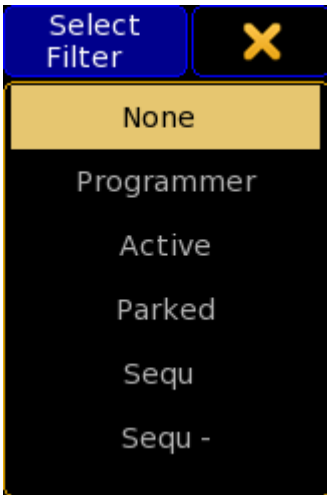 Select
Filter
None
Programmer
Active
Parked
Sequ
Sequ -